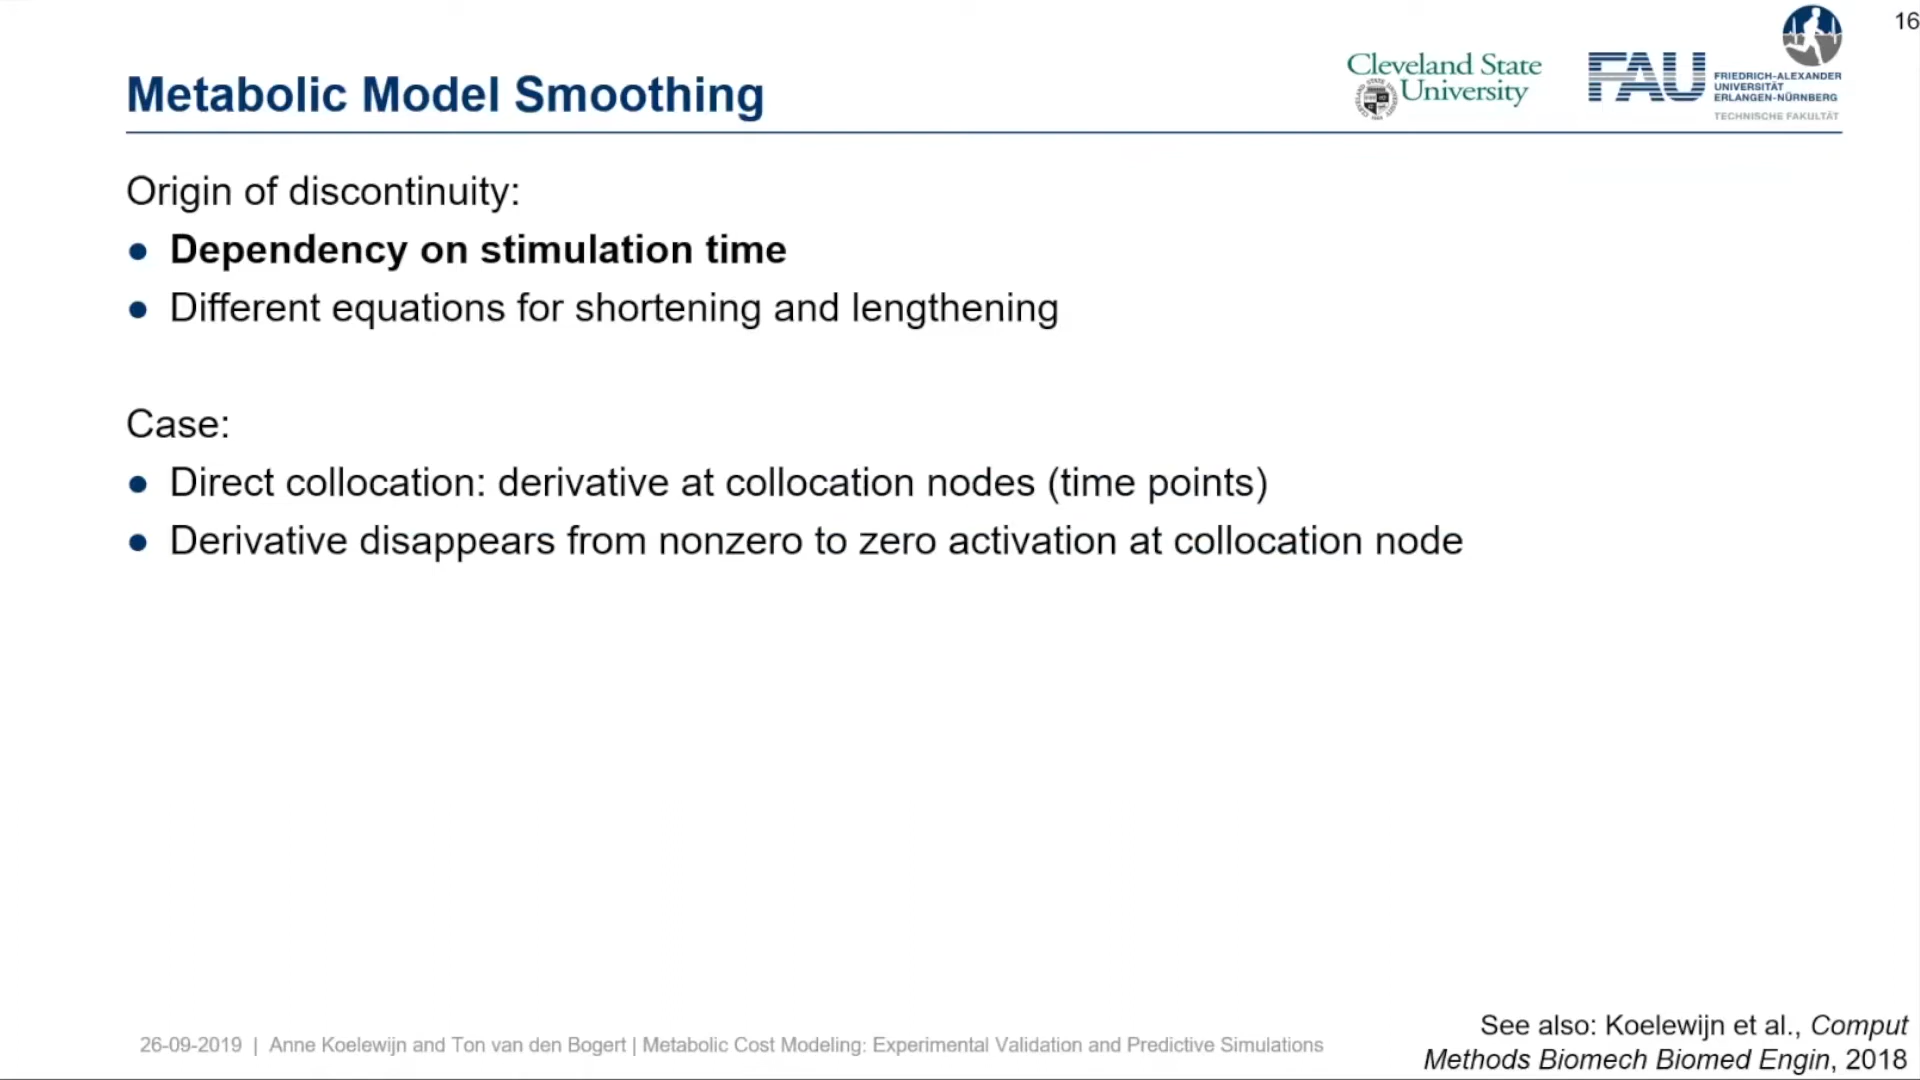 16
Cleveland State
University
FAU
FRIEDRICH-ALEXANDER
UNIVERSITÄT
ERLANGEN-NÜRNBERG
TECHNISCHE FAKULTÄT
Metabolic Model Smoothing
Origin of discontinuity:
● Dependency on stimulation time
● Different equations for shortening and lengthening
Case:
● Direct collocation: derivative at collocation nodes (time points)
● Derivative disappears from nonzero to zero activation at collocation node
See also: Koelewijn et al., Comput
Methods Biomech Biomed Engin, 2018
26-09-2019 | Anne Koelewijn and Ton van den Bogert | Metabolic Cost Modeling: Experimental Validation and Predictive Simulations